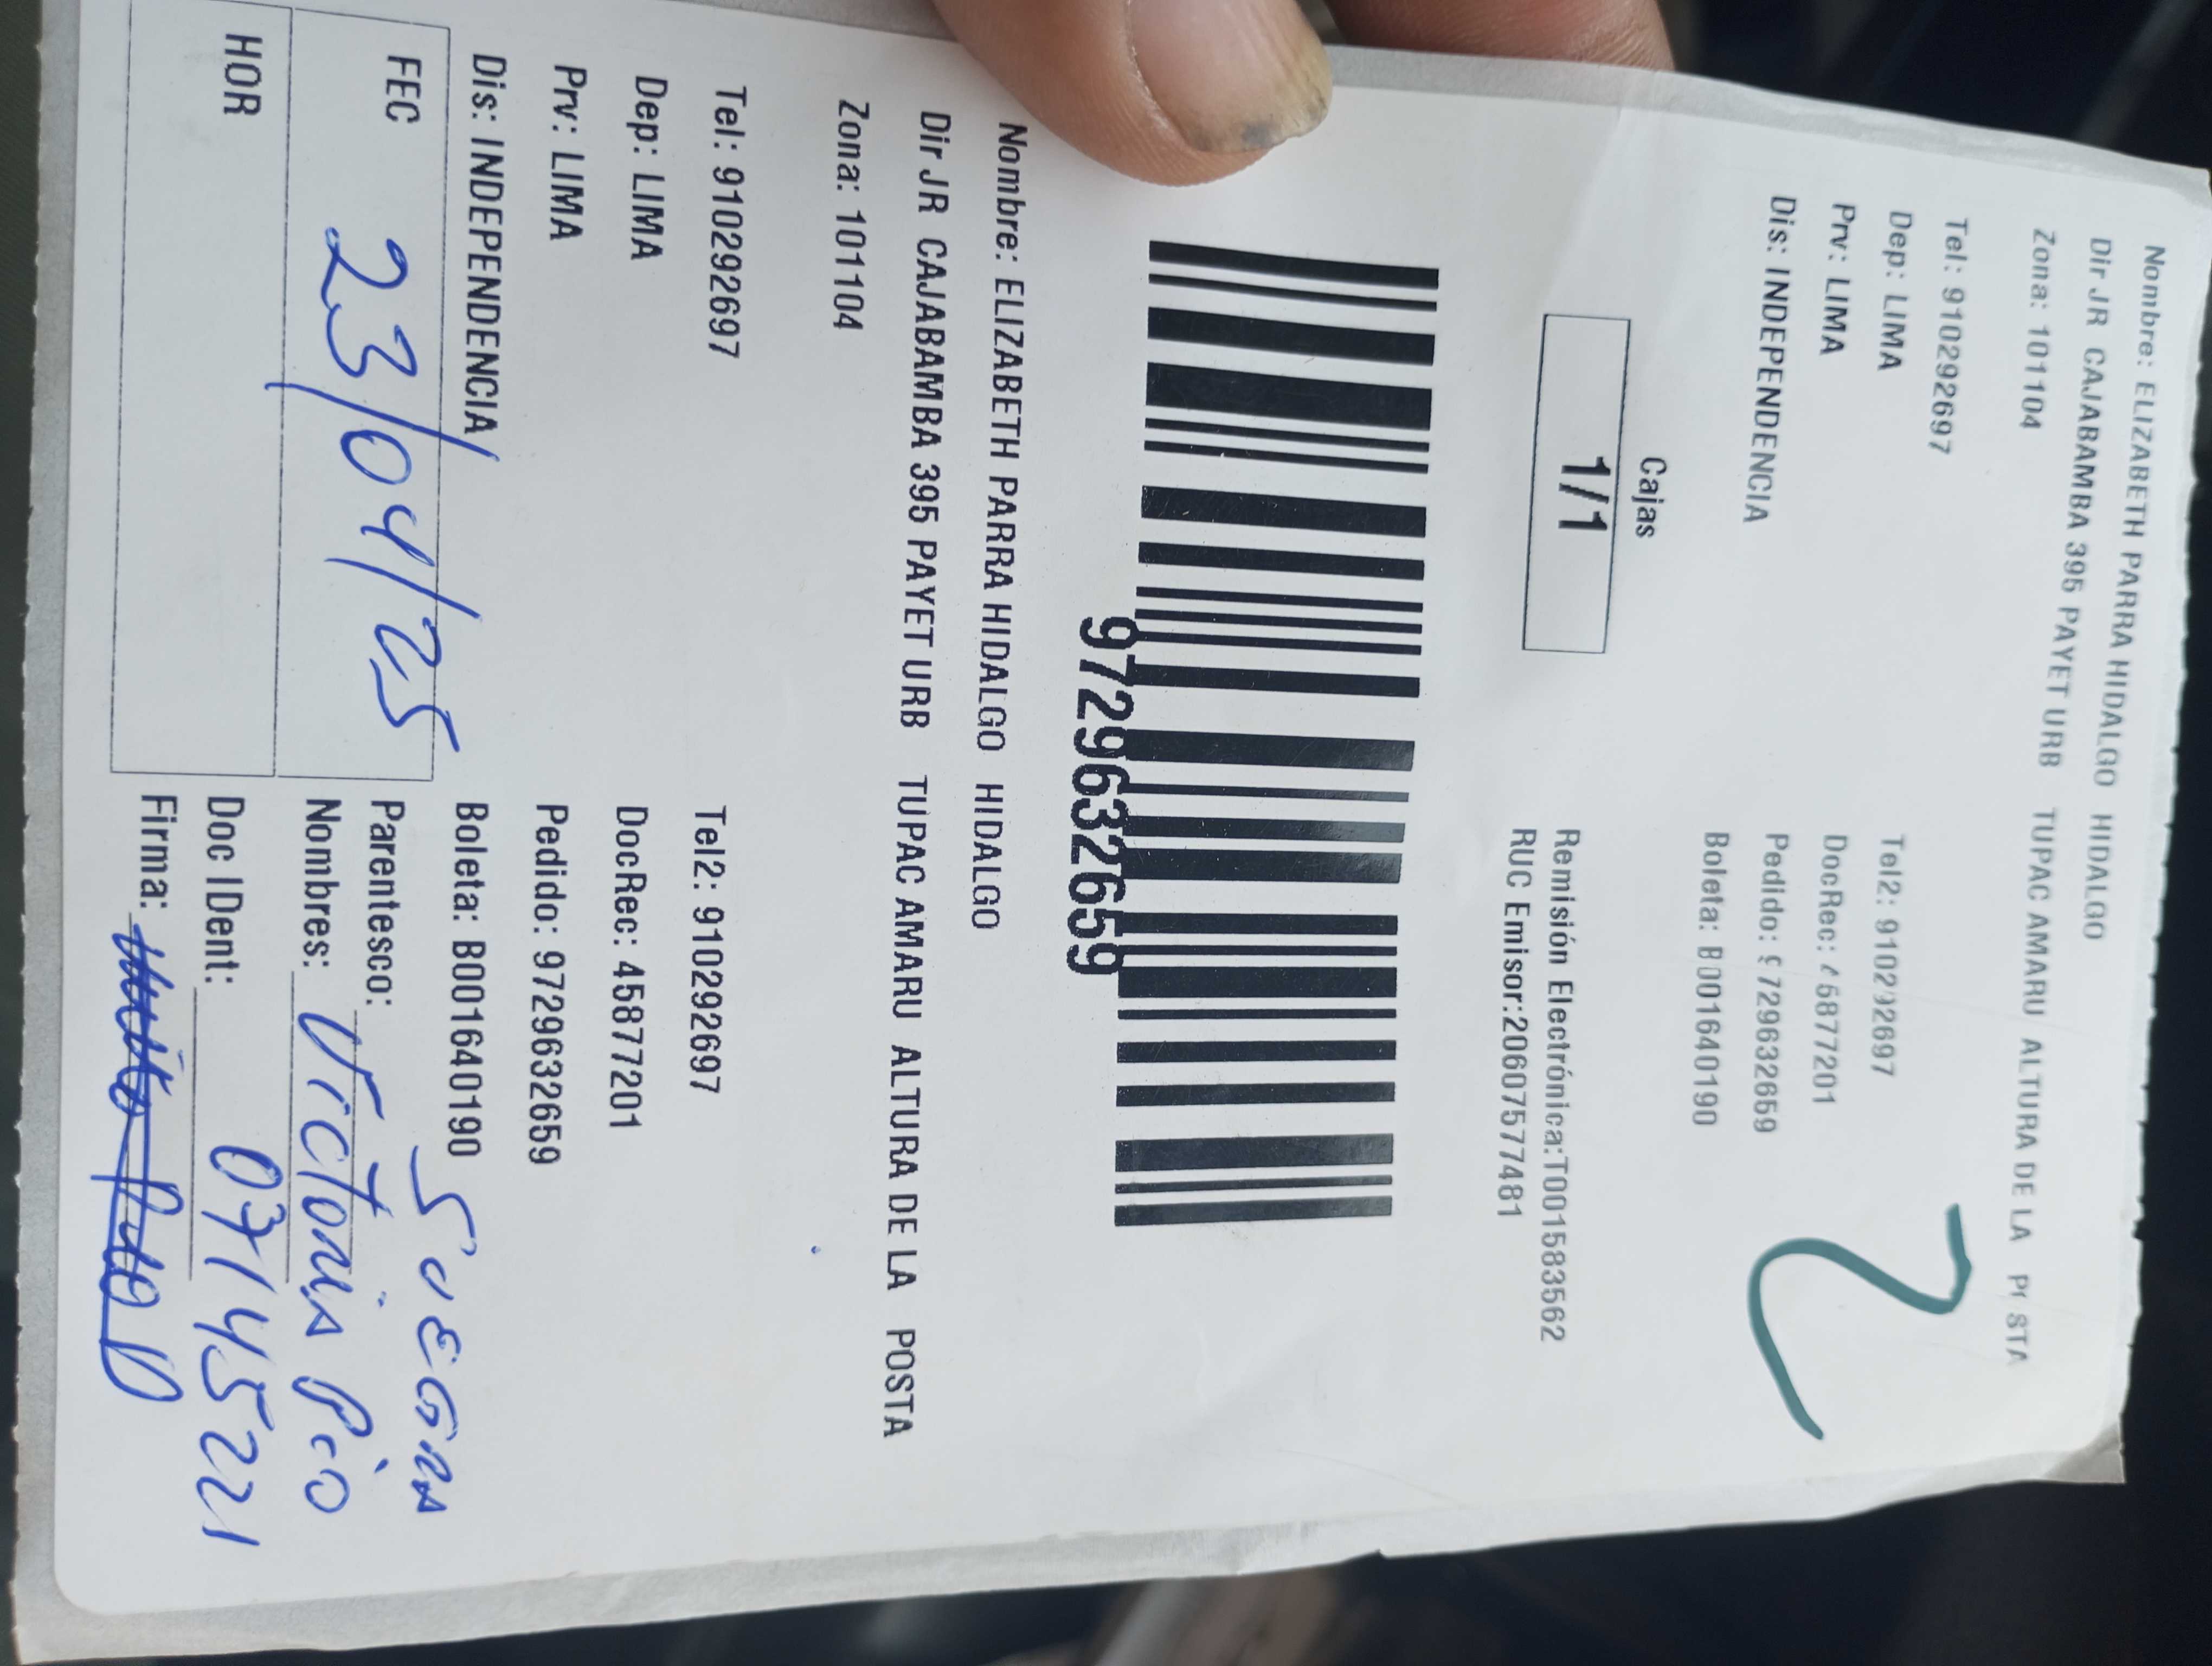 Nombre: ELIZABETH PARRA HIDALGO HIDALGO
Dir JR CAJABAMBA 395 PAYET URB TUPAC AMARU ALTURA DE LA POSTA
Zona: 101104
Tel: 910292697 Tel2: 910292697
Dep: LIMA DocRec: 45877201
Prv: LIMA Pedido: 9729632659
Dis: INDEPENDENCIA Boleta: B001640190
Cajas
1/1
Remisión Electrónica:T001583562
RUC Emisor:20607577481
9729632659
Nombre: ELIZABETH PARRA HIDALGO HIDALGO
Dir JR CAJABAMBA 395 PAYET URB TUPAC AMARU ALTURA DE LA POSTA
Zona: 101104
Tel: 910292697 Tel2: 910292697
Dep: LIMA DocRec: 45877201
Prv: LIMA Pedido: 9729632659
Dis: INDEPENDENCIA Boleta: B001640190
FEC 23/04/25 Parentesco: SUEGRA
Nombres: Victoria
HOR Doc IDent: 07145221
Firma: